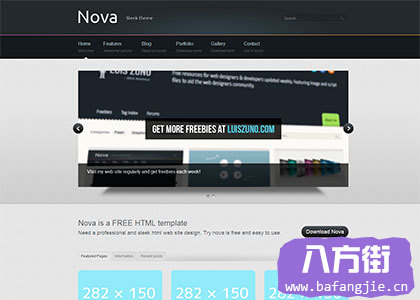 Nova
Sleek theme
Search
Home Features Blog Portfolio Gallery Contact
Welcome Awesome options Read our posts Showcase work Get in touch
LUIS ZUNO
Free resources for web designers & developers updated weekly. Featuring image and script
files to aid the web community.
Freebies Tag index forum
Categories
GET MORE FREEBIES AT LUISZUNO.COM
Nova
Visit my web site regularly and get freebies each week!
Nova is a FREE HTML template
Need a professional and sleek html web site design. Try nova is free and easy to use.
Download Nova
Featured Pages Information Recent posts
282 × 150
282 × 150
282 × 150
八方街
www.bafangjie.cn